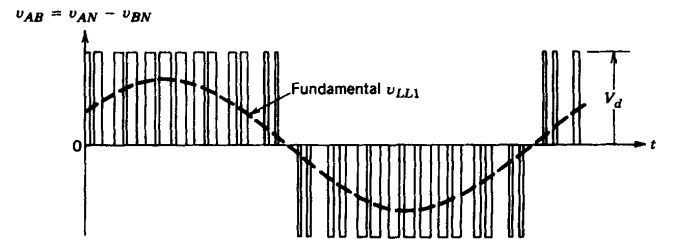 v_AB = v_AN − v_BN
Fundamental v_LL1
V_d
0
t